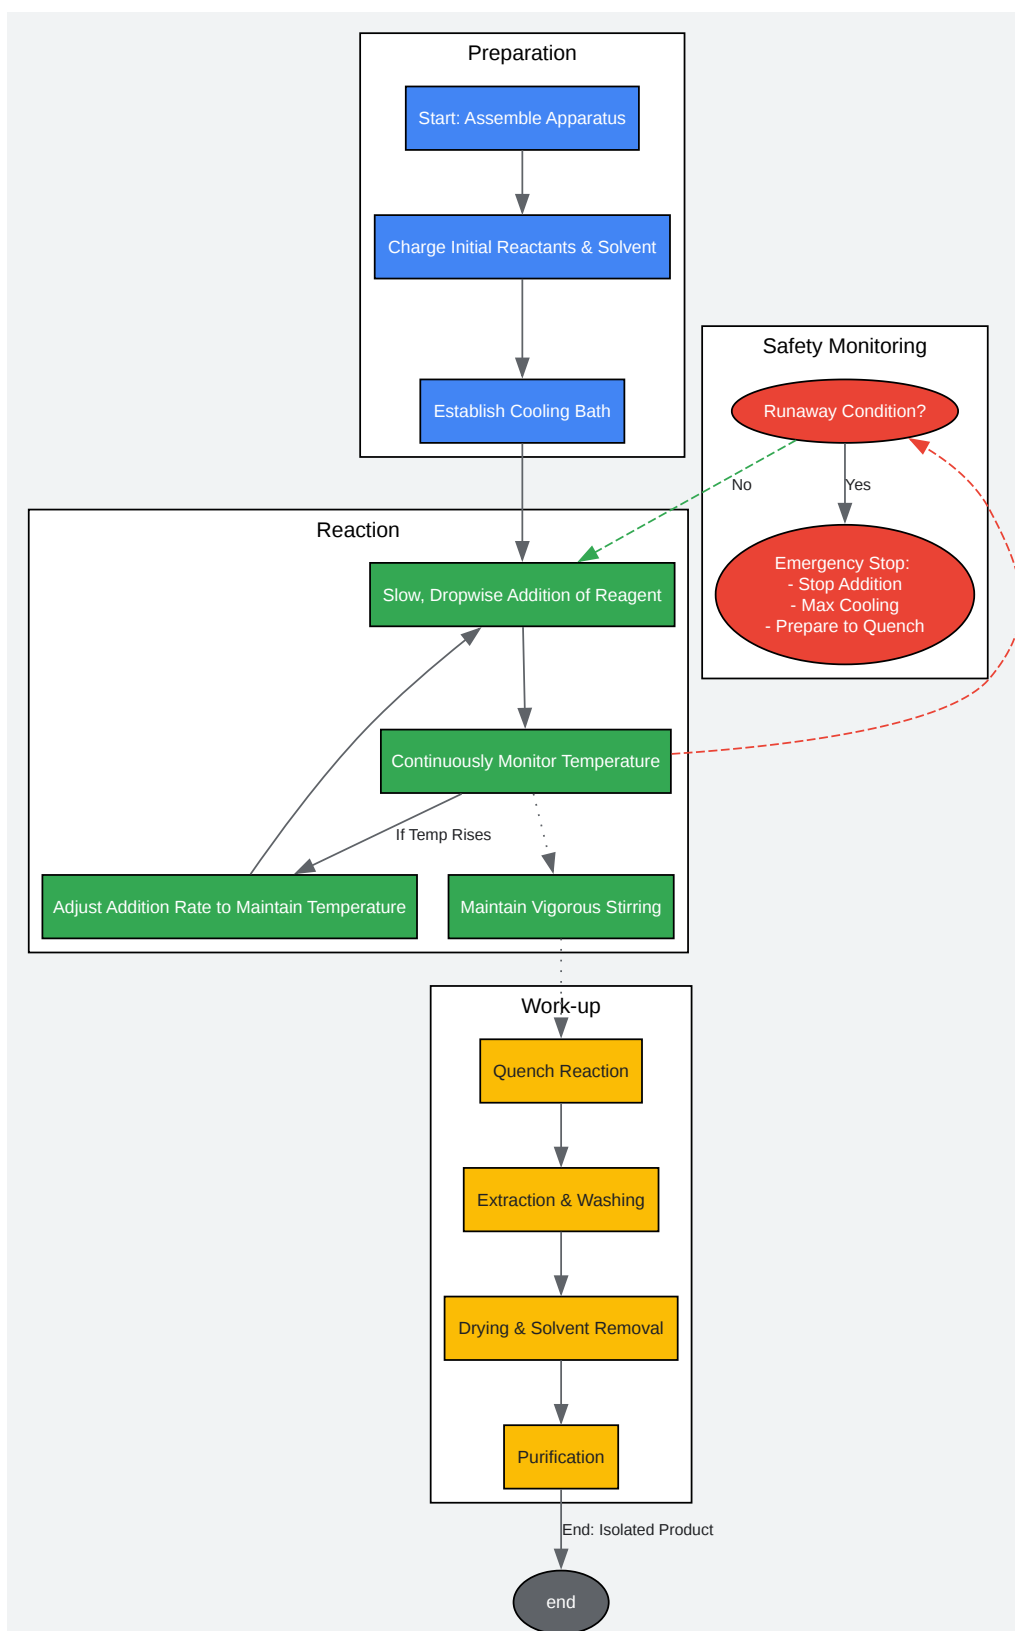 Preparation
Start: Assemble Apparatus
Charge Initial Reactants & Solvent
Establish Cooling Bath
Safety Monitoring
Runaway Condition?
No
Yes
Emergency Stop:
- Stop Addition
- Max Cooling
- Prepare to Quench
Reaction
Slow, Dropwise Addition of Reagent
Continuously Monitor Temperature
If Temp Rises
Adjust Addition Rate to Maintain Temperature
Maintain Vigorous Stirring
Work-up
Quench Reaction
Extraction & Washing
Drying & Solvent Removal
Purification
End: Isolated Product
end